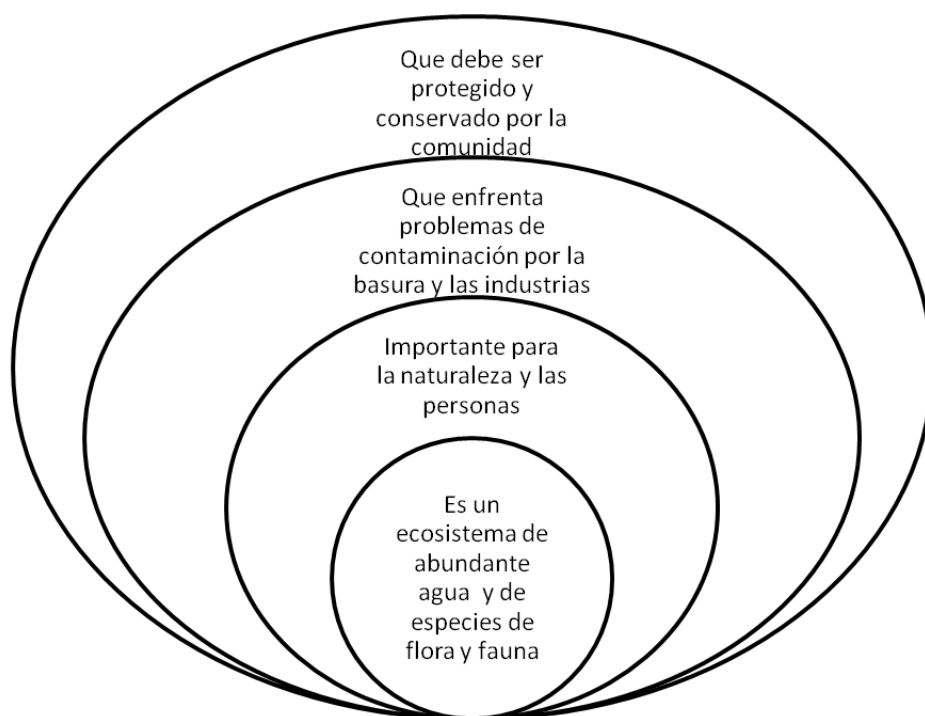 Que debe ser
protegido y
conservado por la
comunidad
Que enfrenta
problemas de
contaminación por la
basura y las industrias
Importante para
la naturaleza y las
personas
Es un
ecosistema de
abundante
agua y de
especies de
flora y fauna